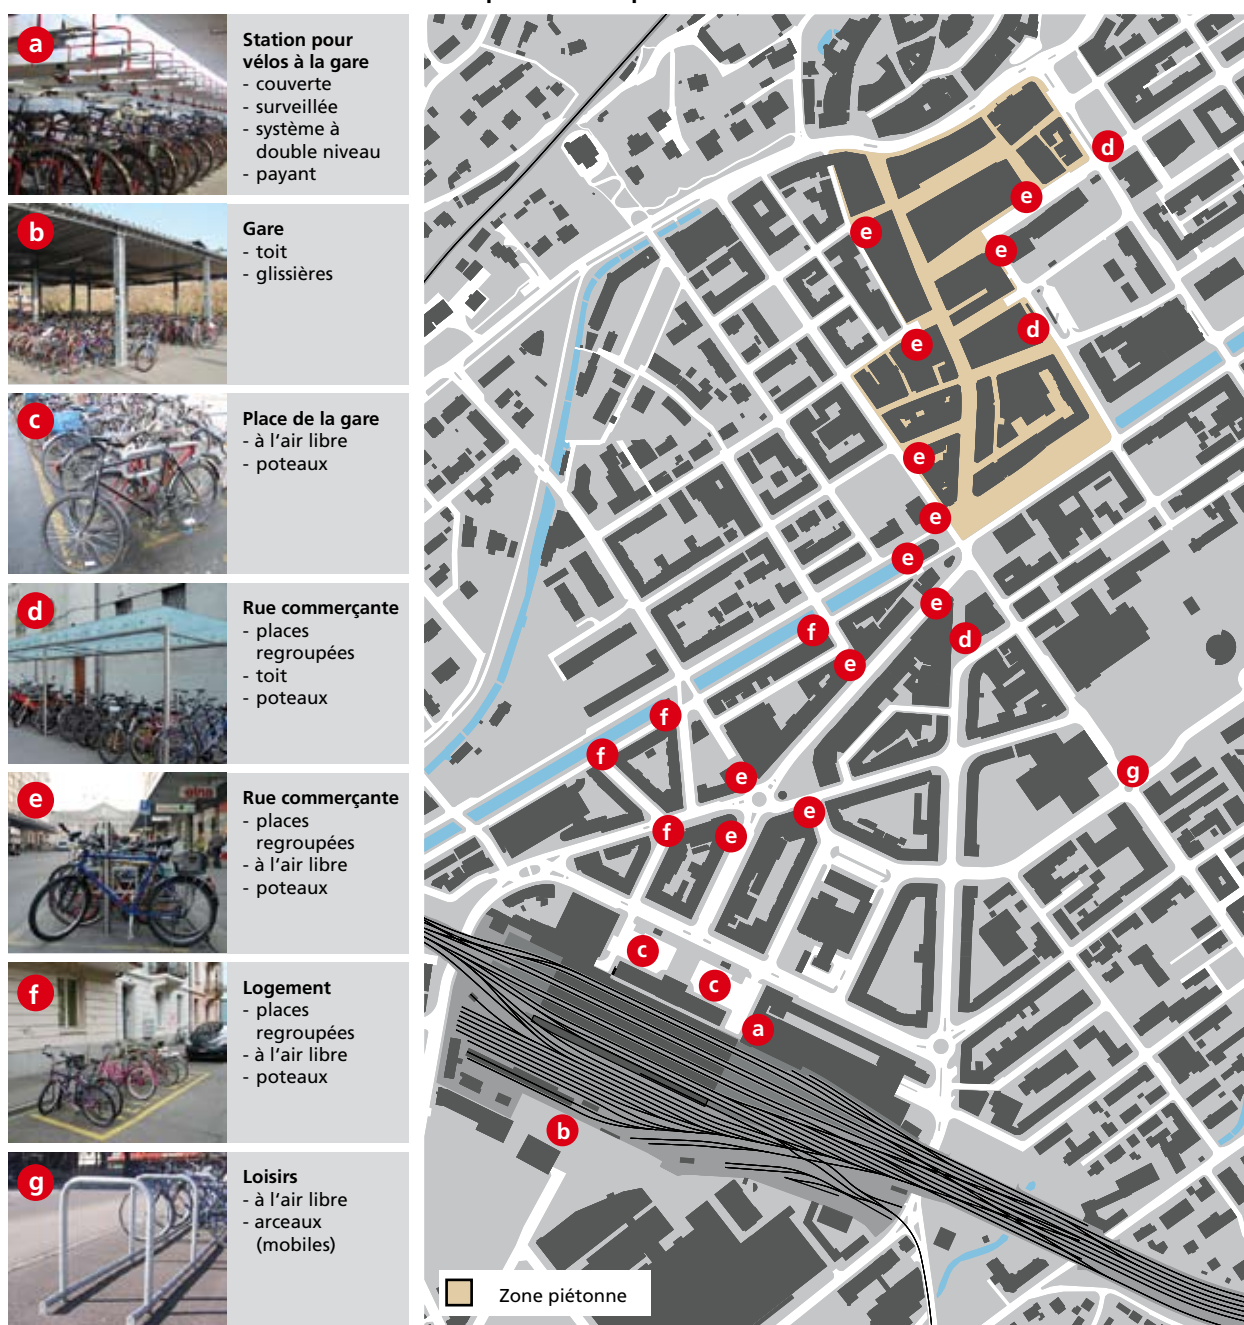 a
Station pour
vélos à la gare
- couverte
- surveillée
- système à
double niveau
- payant
b
Gare
- toit
- glissières
c
Place de la gare
- à l'air libre
- poteaux
d
Rue commerçante
- places
regroupées
- toit
- poteaux
e
Rue commerçante
- places
regroupées
- à l'air libre
- poteaux
f
Logement
- places
regroupées
- à l'air libre
- poteaux
g
Loisirs
- à l'air libre
- arceaux
(mobiles)
d
e
e
e
d
e
e
e
e
e
f
d
e
f
f
g
e
e
f
e
c
c
a
b
Zone piétonne